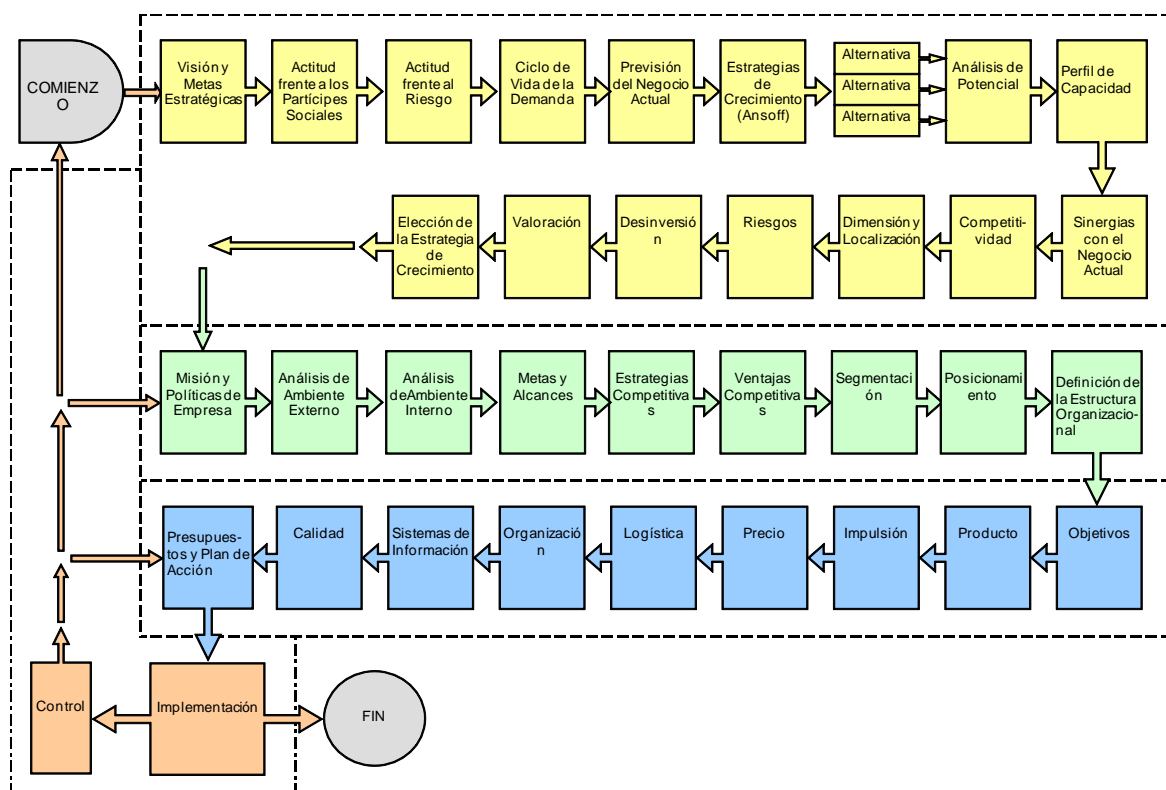 COMIENZ
O
Visión y
Metas
Estratégicas
Actitud
frente a los
Partícipes
Sociales
Actitud
frente al
Riesgo
Ciclo de
Vida de la
Demanda
Previsión
del Negocio
Actual
Estrategias
de
Crecimiento
(Ansoff)
Alternativa
Alternativa
Alternativa
Análisis de
Potencial
Perfil de
Capacidad
Elección de
la Estrategia
de
Crecimiento
Valoración
Desinversió
n
Riesgos
Dimensión y
Localización
Competiti-
vidad
Sinergias
con el
Negocio
Actual
Misión y
Políticas de
Empresa
Análisis de
Ambiente
Externo
Análisis
de Ambiente
Interno
Metas y
Alcances
Estrategias
Competitiva
s
Ventajas
Competitiva
s
Segmentaci
ón
Posicionami
ento
Definición de
la Estructura
Organizacio-
nal
Presupues-
tos y Plan de
Acción
Calidad
Sistemas de
Información
Organizació
n
Logística
Precio
Impulsión
Producto
Objetivos
Control
Implementación
FIN